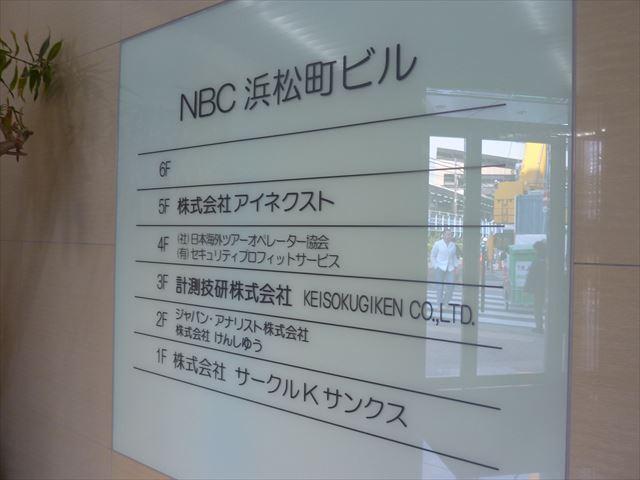 NBC 浜松町ビル
6F
5F 株式会社アイネクスト
4F (社)日本海外ツアーオペレーター協会
(有)セキュリティプロフィットサービス
3F 計測技研株式会社 KEISOKUGIKEN CO.,LTD.
2F ジャパン・アナリスト株式会社
株式会社 けんしゆう
1F 株式会社 サークルKサンクス